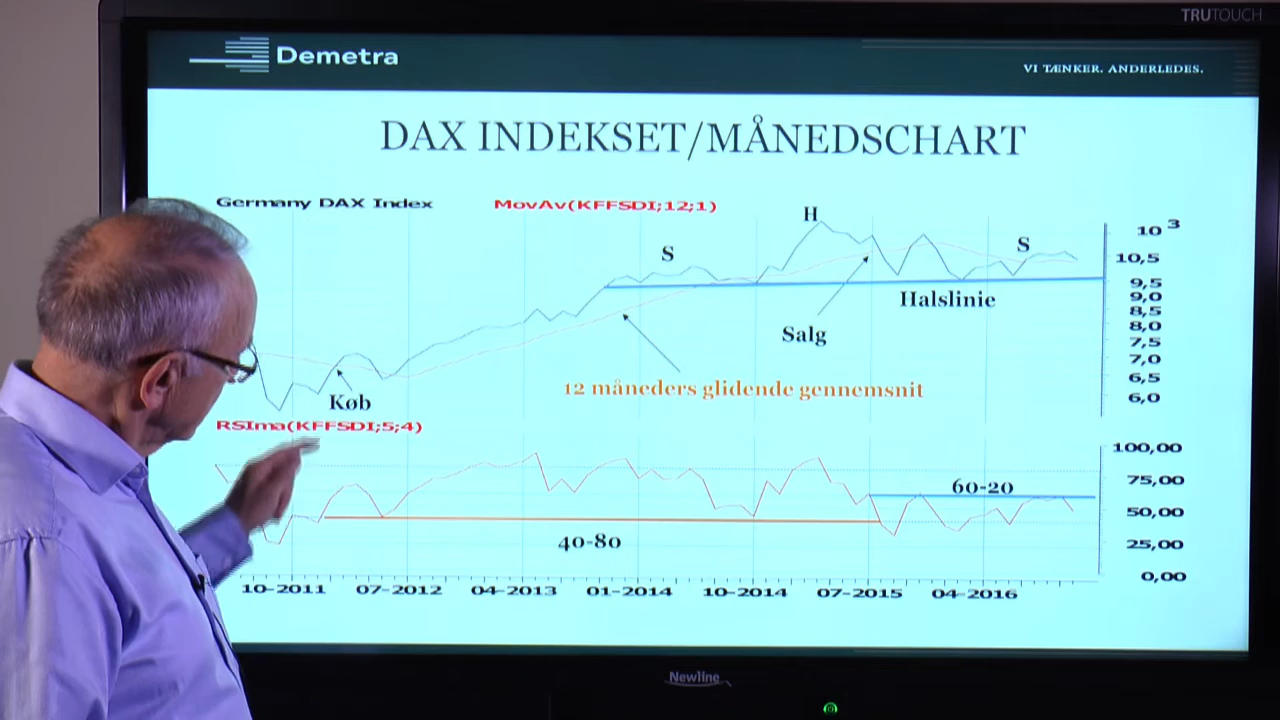 TRUTOUCH
Demetra
VI TÆNKER. ANDERLEDES.
DAX INDEKSET/MÅNEDSCHART
Germany DAX Index
MovAv(KFFSDI;12;1)
H
S
S
10 3
10,5
9,5
9,0
8,5
8,0
7,5
7,0
6,5
6,0
Halslinie
Salg
12 måneders glidende gennemsnit
Køb
RSIma(KFFSDI;5;4)
100,00
75,00
50,00
25,00
0,00
60-20
40-80
10-2011 07-2012 04-2013 01-2014 10-2014 07-2015 04-2016
Newline